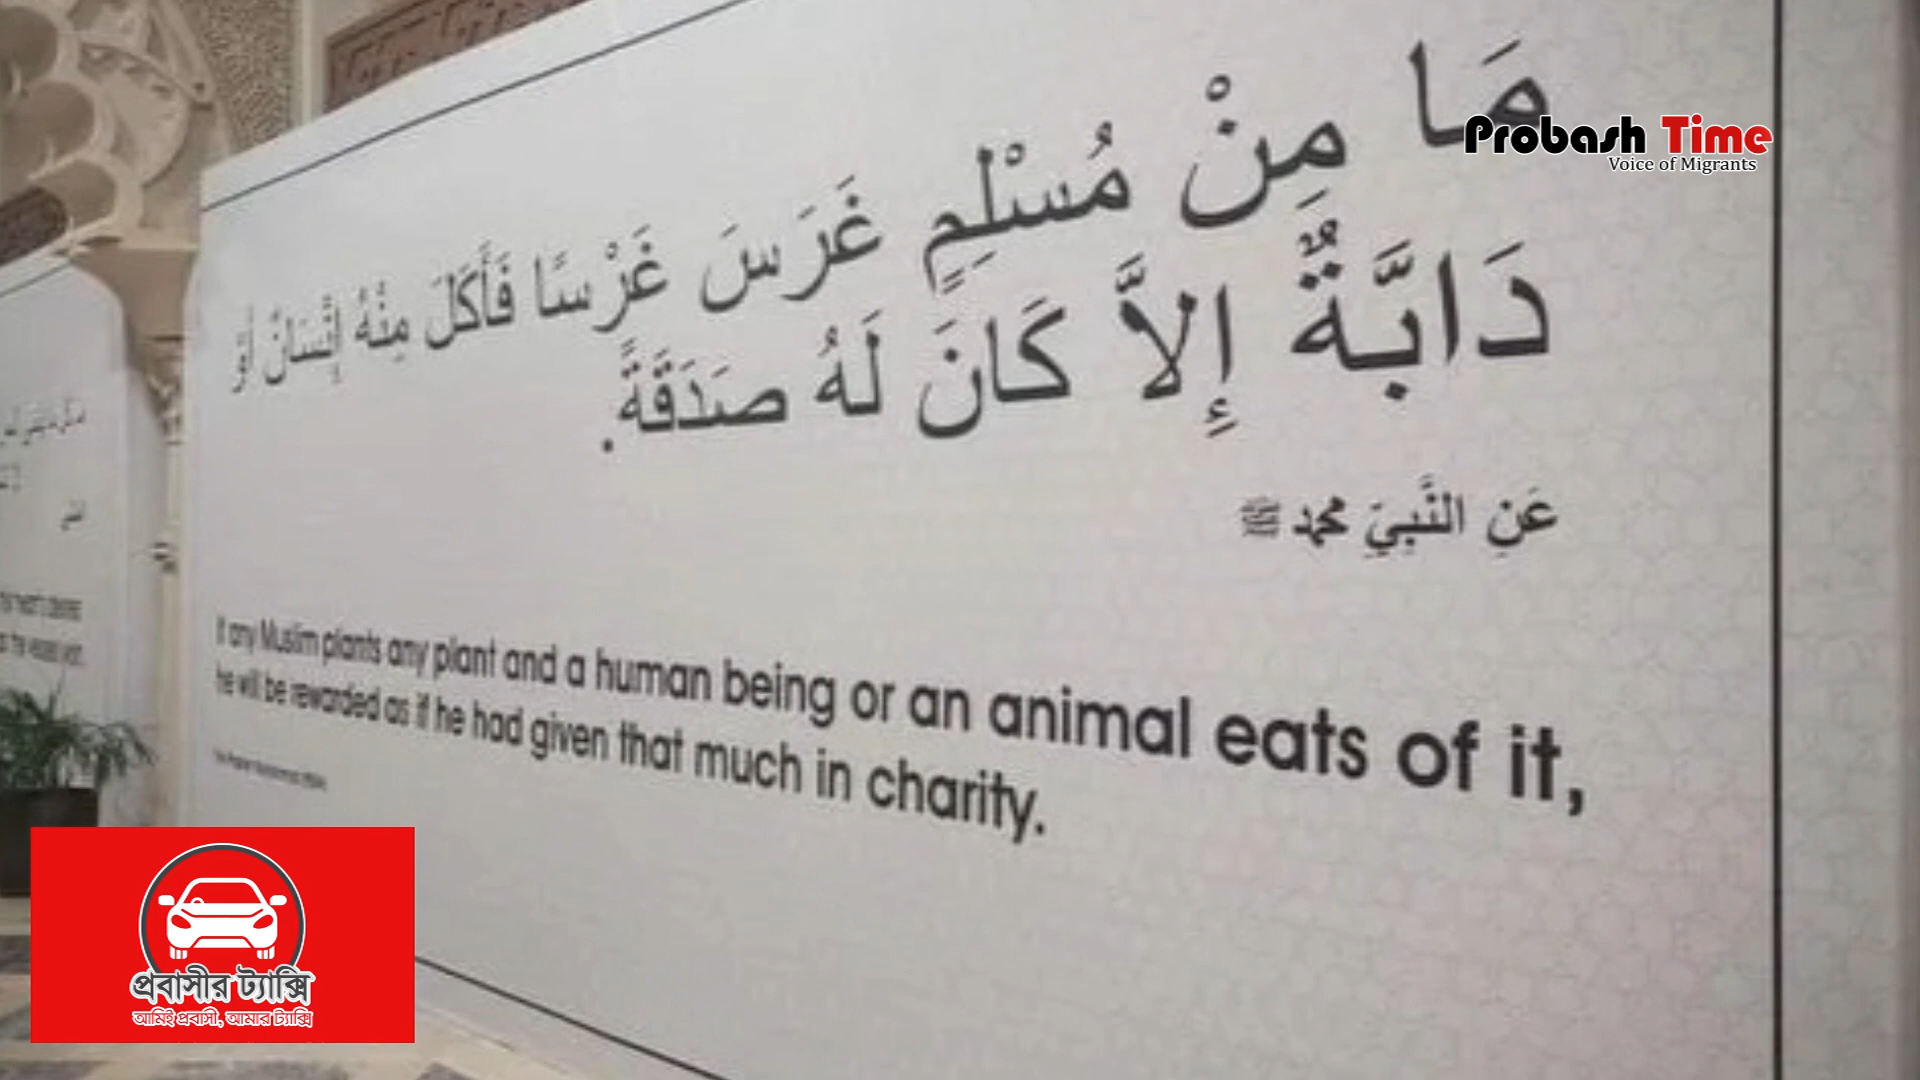 مَا مِنْ مُسْلِمٍ غَرَسَ غَرْسًا فَأَكَلَ مِنْهُ إِنْسَانٌ أَوْ
دَابَّةٌ إِلاَّ كَانَ لَهُ صَدَقَةً.
عَنِ النَّبِيِّ محمد ﷺ
If any Muslim plants any plant and a human being or an animal eats of it,
he will be rewarded as if he had given that much in charity.
Probash Time
Voice of Migrants
প্রবাসীর ট্যাক্সি
আমিই প্রবাসী, আমার ট্যাক্সি